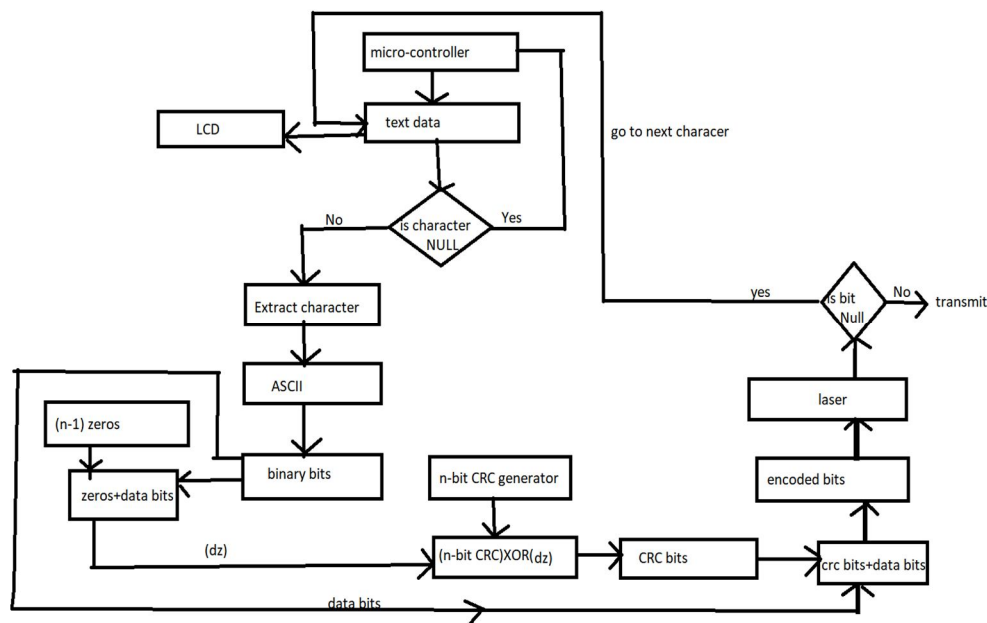 micro-controller
text data
LCD
go to next characer
No
is character
NULL
Yes
Extract character
ASCII
(n-1) zeros
zeros+data bits
binary bits
n-bit CRC generator
(dz)
(n-bit CRC)XOR(dz)
CRC bits
crc bits+data bits
data bits
encoded bits
laser
is bit
Null
yes
No
transmit